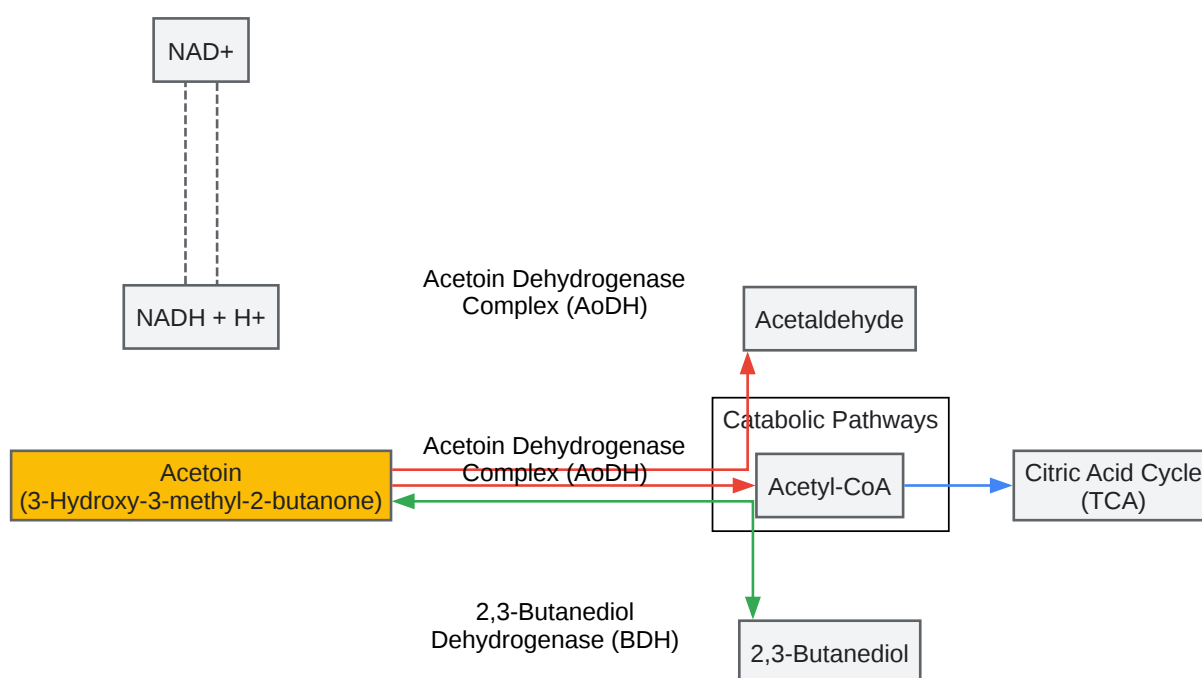 NAD+
NADH + H+
Acetoin Dehydrogenase
Complex (AoDH)
Acetaldehyde
Catabolic Pathways
Acetoin
(3-Hydroxy-3-methyl-2-butanone)
Acetoin Dehydrogenase
Complex (AoDH)
Acetyl-CoA
Citric Acid Cycle
(TCA)
2,3-Butanediol
Dehydrogenase (BDH)
2,3-Butanediol